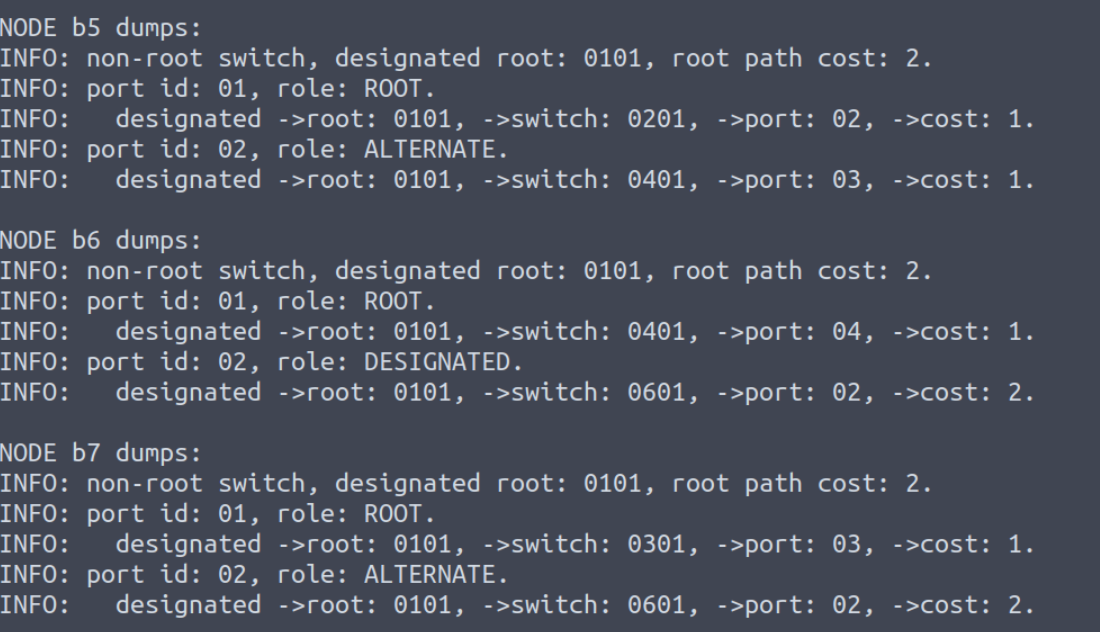 NODE b5 dumps:
INFO: non-root switch, designated root: 0101, root path cost: 2.
INFO: port id: 01, role: ROOT.
INFO:   designated ->root: 0101, ->switch: 0201, ->port: 02, ->cost: 1.
INFO: port id: 02, role: ALTERNATE.
INFO:   designated ->root: 0101, ->switch: 0401, ->port: 03, ->cost: 1.

NODE b6 dumps:
INFO: non-root switch, designated root: 0101, root path cost: 2.
INFO: port id: 01, role: ROOT.
INFO:   designated ->root: 0101, ->switch: 0401, ->port: 04, ->cost: 1.
INFO: port id: 02, role: DESIGNATED.
INFO:   designated ->root: 0101, ->switch: 0601, ->port: 02, ->cost: 2.

NODE b7 dumps:
INFO: non-root switch, designated root: 0101, root path cost: 2.
INFO: port id: 01, role: ROOT.
INFO:   designated ->root: 0101, ->switch: 0301, ->port: 03, ->cost: 1.
INFO: port id: 02, role: ALTERNATE.
INFO:   designated ->root: 0101, ->switch: 0601, ->port: 02, ->cost: 2.